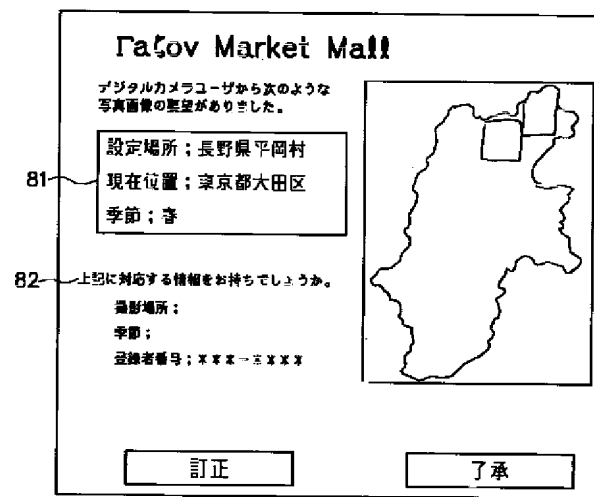 Γαζον Market Mall
デジタルカメラユーザから次のような
写真画像の要望がありました。
設定場所；長野県平岡村
81
現在位置；東京都大田区
季節；春
82
上記に対応する情報をお持ちでしょうか。
撮影場所；
季節；
登録者番号；＊＊＊－＊＊＊＊
訂正
了承